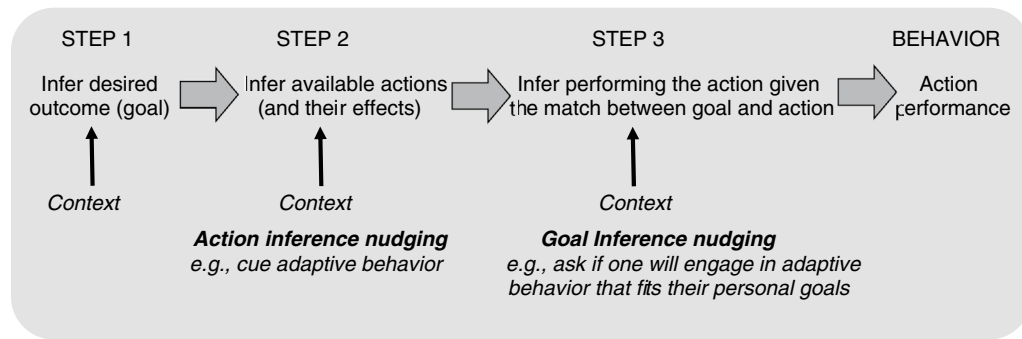 STEP 1
STEP 2
STEP 3
BEHAVIOR
Infer desired
outcome (goal)
Infer available actions
(and their effects)
Infer performing the action given
the match between goal and action
Action
performance
Context
Context
Context
Action inference nudging
e.g., cue adaptive behavior
Goal Inference nudging
e.g., ask if one will engage in adaptive
behavior that fits their personal goals